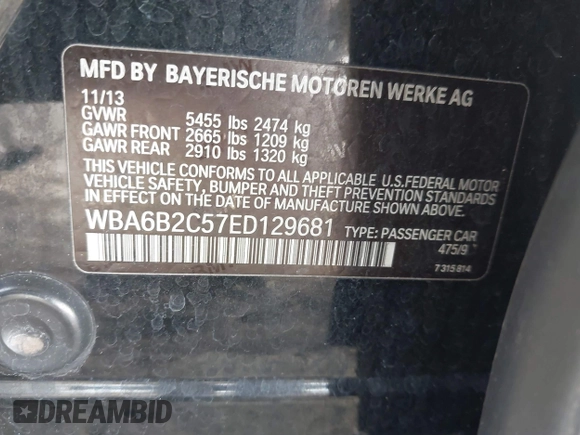 MFD BY BAYERISCHE MOTOREN WERKE AG
11/13
GVWR 5455 lbs 2474 kg
GAWR FRONT 2665 lbs 1209 kg
GAWR REAR 2910 lbs 1320 kg
THIS VEHICLE CONFORMS TO ALL APPLICABLE U.S.FEDERAL MOTOR
VEHICLE SAFETY, BUMPER AND THEFT PREVENTION STANDARDS
IN EFFECT ON THE DATE OF MANUFACTURE SHOWN ABOVE.
WBA6B2C57ED129681 TYPE: PASSENGER CAR
475/9
7315814
DREAMBID